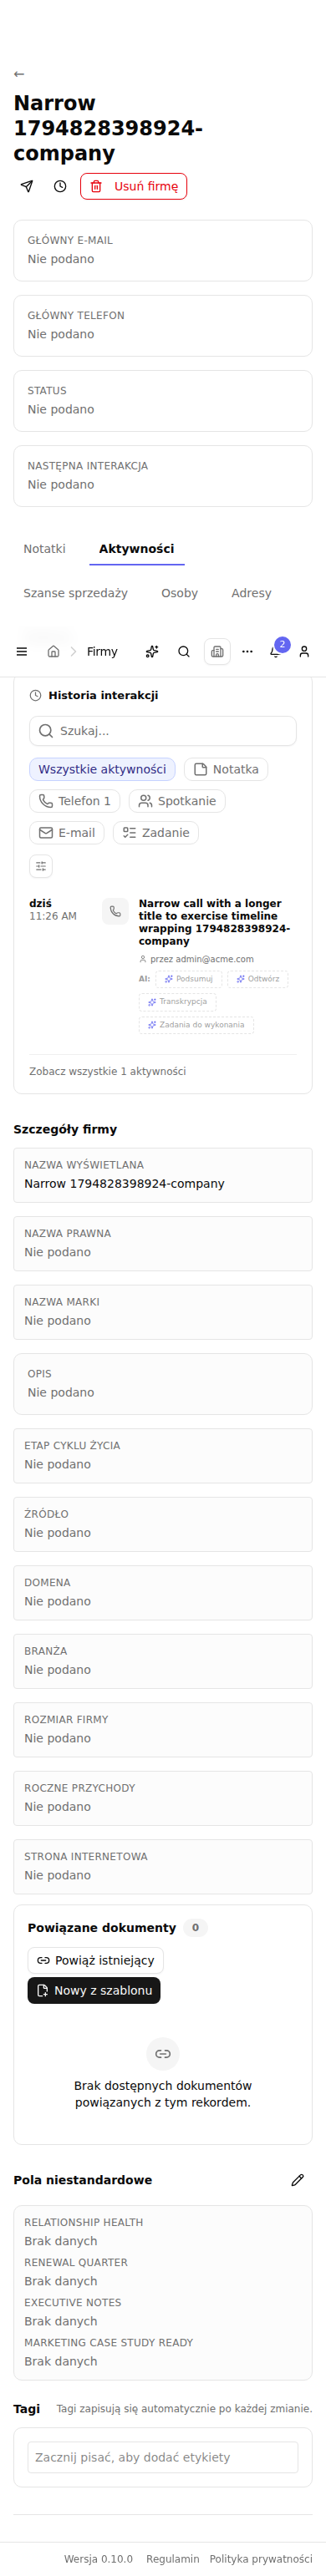 ←
Narrow
1794828398924-
company
Usuń firmę
GŁÓWNY E-MAIL
Nie podano
GŁÓWNY TELEFON
Nie podano
STATUS
Nie podano
NASTĘPNA INTERAKCJA
Nie podano
Notatki Aktywności
Szanse sprzedaży Osoby Adresy
Firmy 2
Historia interakcji
Szukaj...
Wszystkie aktywności Notatka
Telefon 1 Spotkanie
E-mail Zadanie
dziś
11:26 AM
Narrow call with a longer
title to exercise timeline
wrapping 1794828398924-
company
przez admin@acme.com
AI: Podsumuj Odtwórz
Transkrypcja
Zadania do wykonania
Zobacz wszystkie 1 aktywności
Szczegóły firmy
NAZWA WYŚWIETLANA
Narrow 1794828398924-company
NAZWA PRAWNA
Nie podano
NAZWA MARKI
Nie podano
OPIS
Nie podano
ETAP CYKLU ŻYCIA
Nie podano
ŹRÓDŁO
Nie podano
DOMENA
Nie podano
BRANŻA
Nie podano
ROZMIAR FIRMY
Nie podano
ROCZNE PRZYCHODY
Nie podano
STRONA INTERNETOWA
Nie podano
Powiązane dokumenty 0
Powiąż istniejący
Nowy z szablonu
Brak dostępnych dokumentów
powiązanych z tym rekordem.
Pola niestandardowe
RELATIONSHIP HEALTH
Brak danych
RENEWAL QUARTER
Brak danych
EXECUTIVE NOTES
Brak danych
MARKETING CASE STUDY READY
Brak danych
Tagi Tagi zapisują się automatycznie po każdej zmianie.
Zacznij pisać, aby dodać etykiety
Wersja 0.10.0 Regulamin Polityka prywatności